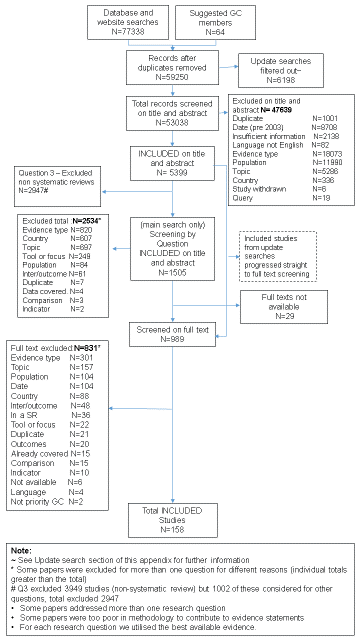 Database and
website searches
N=77338
Suggested GC
members
N=64
Records after
duplicates removed
N=59250
Update searches
filtered out~
N=6198
Total records screened
on title and abstract
N=53038
Excluded on title and
abstract N= 47639
Duplicate N=1001
Date (pre 2003) N=8708
Insufficient information N=2138
Language not English N=82
Evidence type N=18073
Population N=11990
Topic N=5286
Country N=336
Study withdrawn N=6
Query N=19
INCLUDED on title
and abstract
N= 5399
Question 3 – Excluded
non systematic reviews
N=2947#
Excluded total :N=2534*
Evidence type N=820
Country N=607
Topic N=697
Tool or focus N=249
Population N=84
Inter/outcome N=61
Duplicate N=7
Data covered N=4
Comparison N=3
Indicator N=2
(main search only)
Screening by
Question
INCLUDED on title
and abstract
N=1505
Included studies
from update
searches
progressed straight
to full text screening
Full texts not
available
N=29
Screened on full text
N=989
Full text excluded N=831*
Evidence type N=301
Topic N=157
Population N=104
Date N=104
Country N=88
Inter/outcome N=48
In a SR N=36
Tool or focus N=22
Duplicate N=21
Outcomes N=20
Already covered N=15
Comparison N=15
Indicator N=10
Not available N=6
Language N=4
Not priority GC N=2
Total INCLUDED
Studies
N=158
Note:
~ See Update search section of this appendix for further information
* Some papers were excluded for more than one question for different reasons (individual totals
greater than the total)
# Q3 excluded 3949 studies (non-systematic review) but 1002 of these considered for other
questions, total excluded 2947
• Some papers addressed more than one research question
• Some papers were too poor in methodology to contribute to evidence statements
• For each research question we utilised the best available evidence.